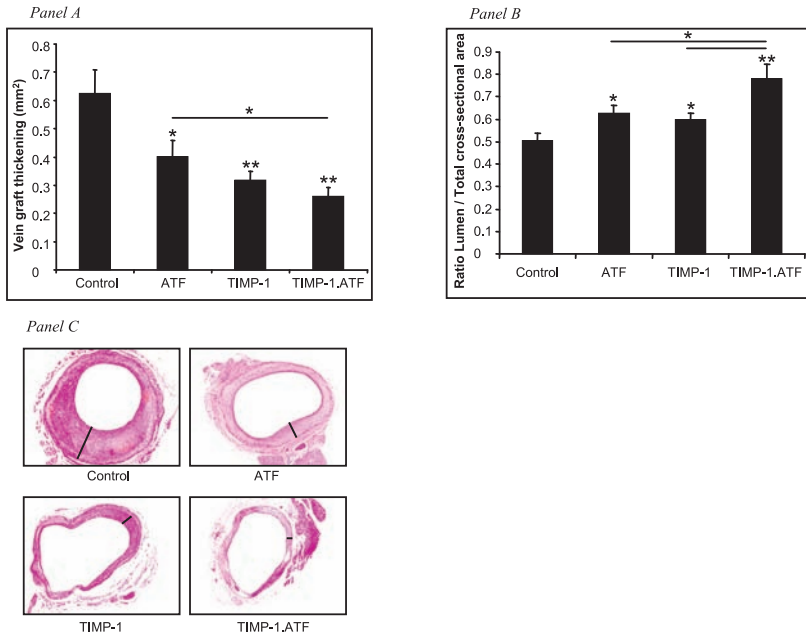 Panel A
Vein graft thickening (mm²)
0.8
0.7
0.6
0.5
0.4
0.3
0.2
0.1
0
*
*
**
**
Control
ATF
TIMP-1
TIMP-1.ATF
Panel B
Ratio Lumen / Total cross-sectional area
0.9
0.8
0.7
0.6
0.5
0.4
0.3
0.2
0.1
0
*
*
*
**
Control
ATF
TIMP-1
TIMP-1.ATF
Panel C
Control
ATF
TIMP-1
TIMP-1.ATF